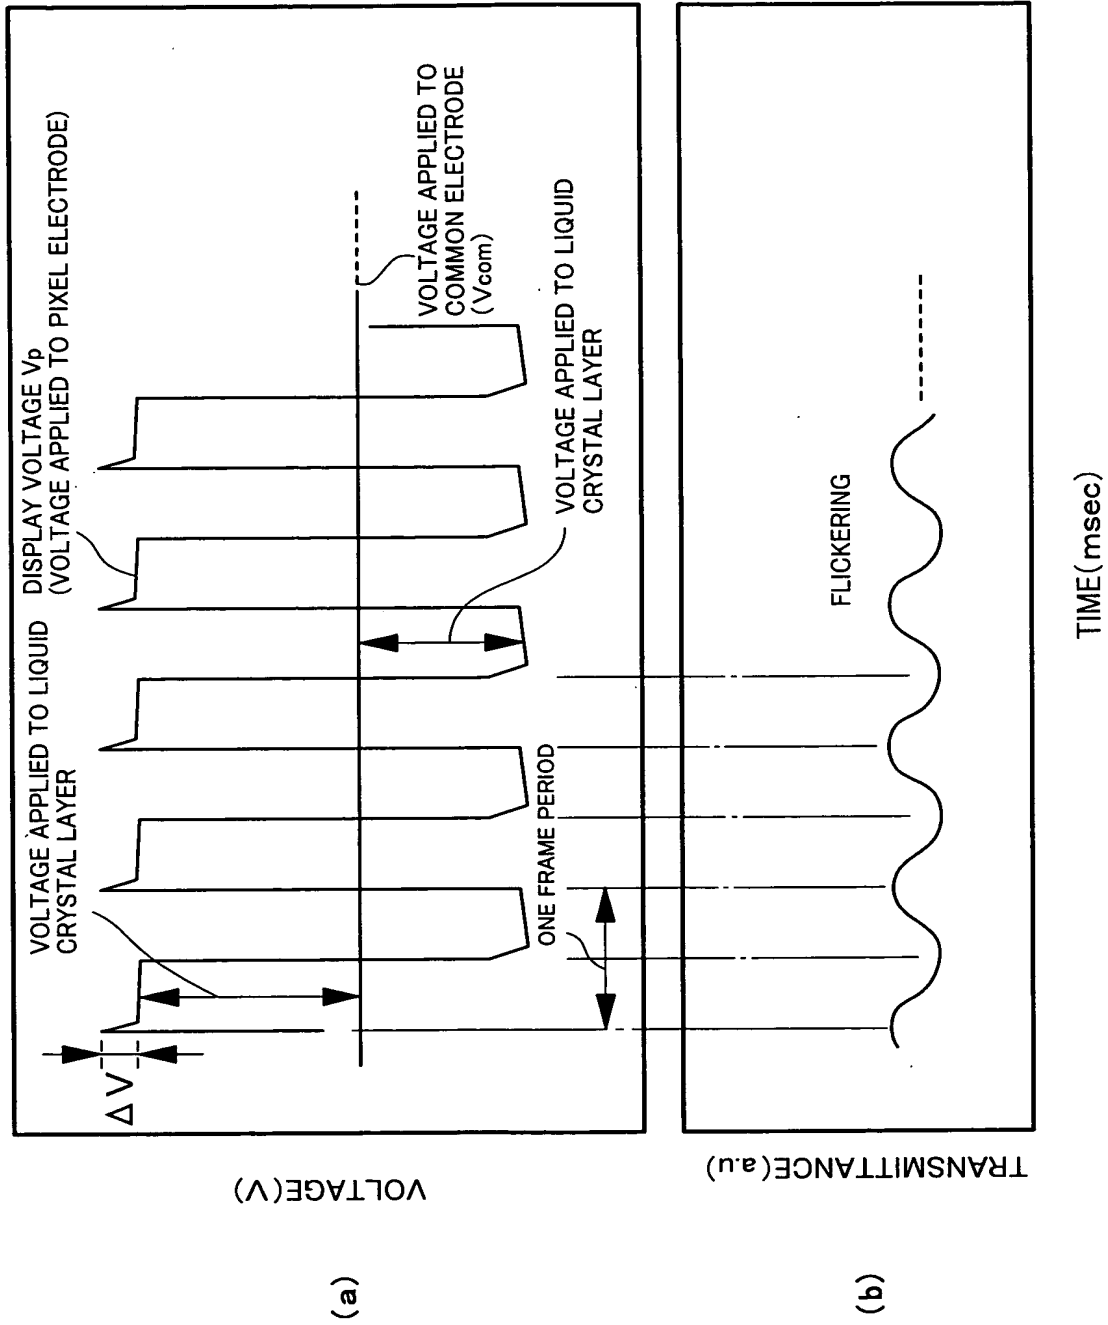 (a)
VOLTAGE(V)
ΔV
VOLTAGE APPLIED TO LIQUID
CRYSTAL LAYER
DISPLAY VOLTAGE Vp
(VOLTAGE APPLIED TO PIXEL ELECTRODE)
VOLTAGE APPLIED TO
COMMON ELECTRODE
(Vcom)
VOLTAGE APPLIED TO LIQUID
CRYSTAL LAYER
ONE FRAME PERIOD
(b)
TRANSMITTANCE(a.u)
FLICKERING
TIME(msec)